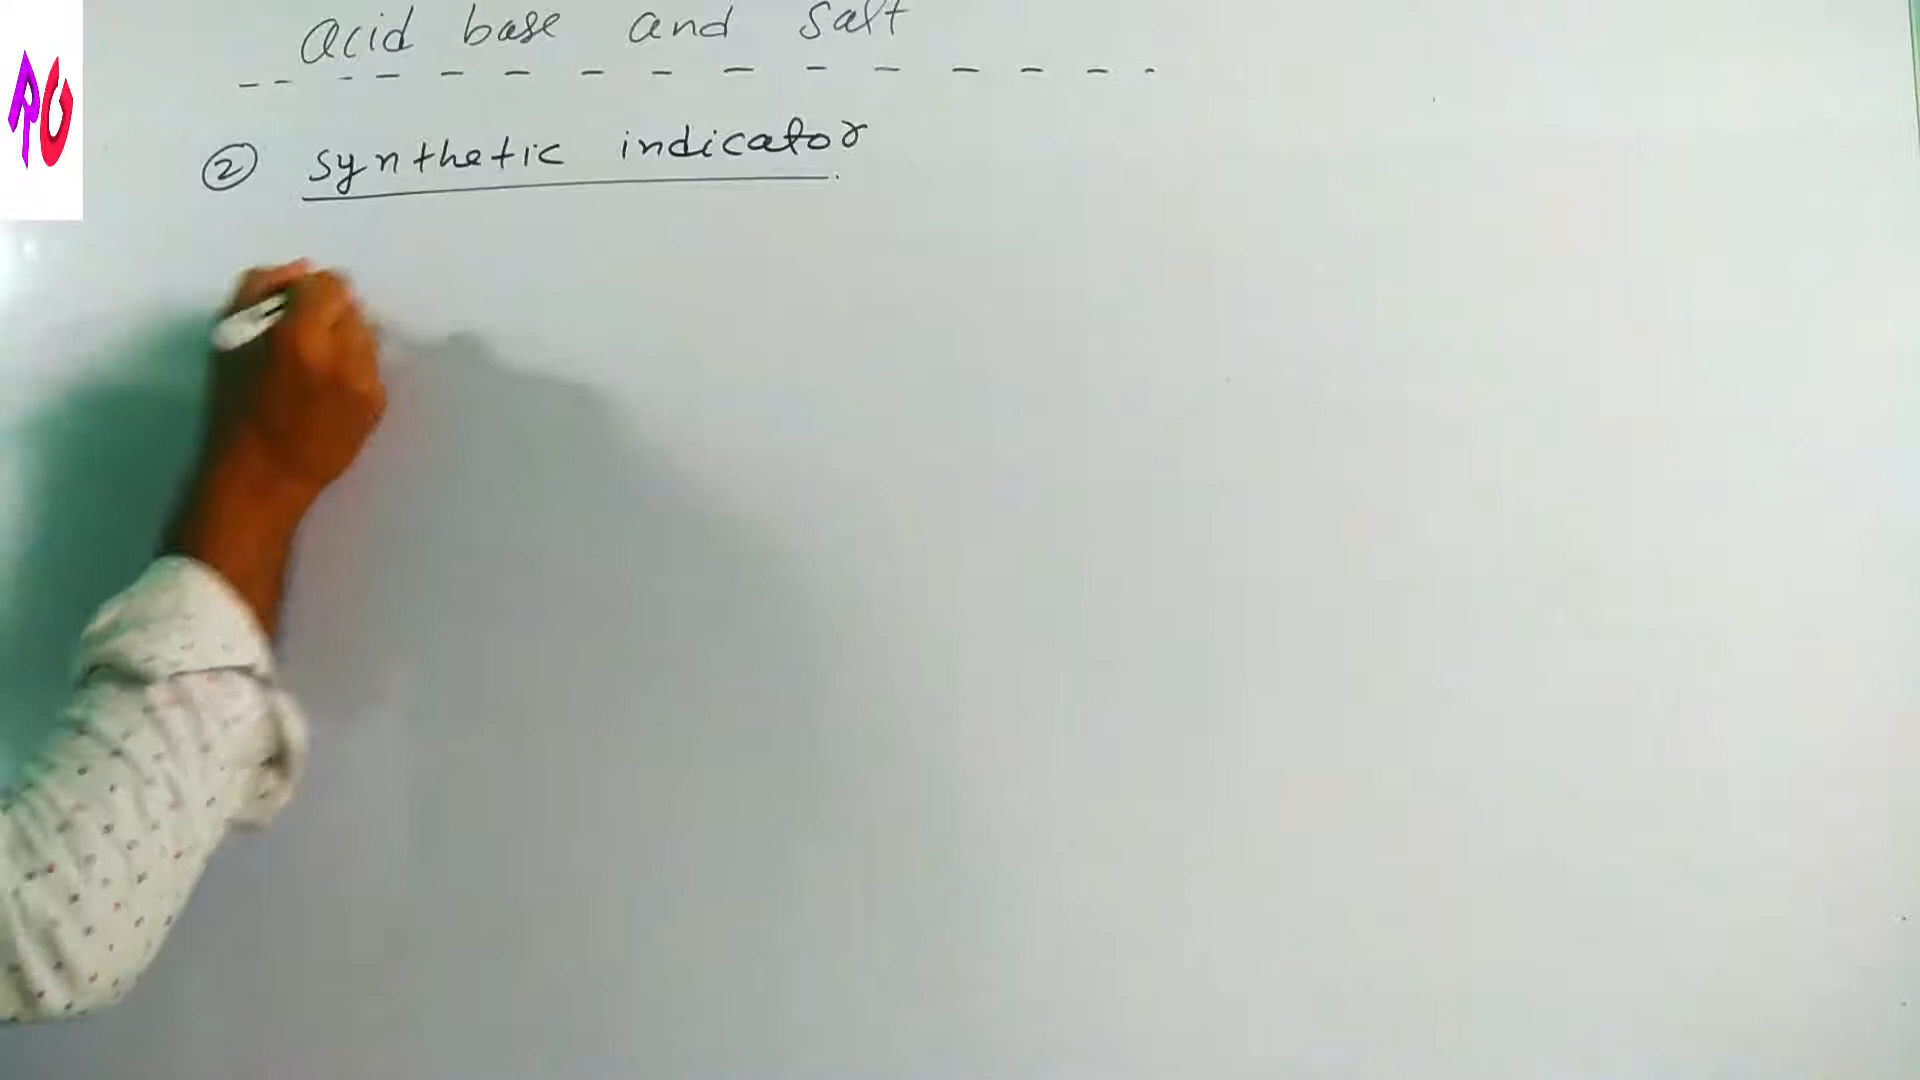 acid base and salt
② synthetic indicator